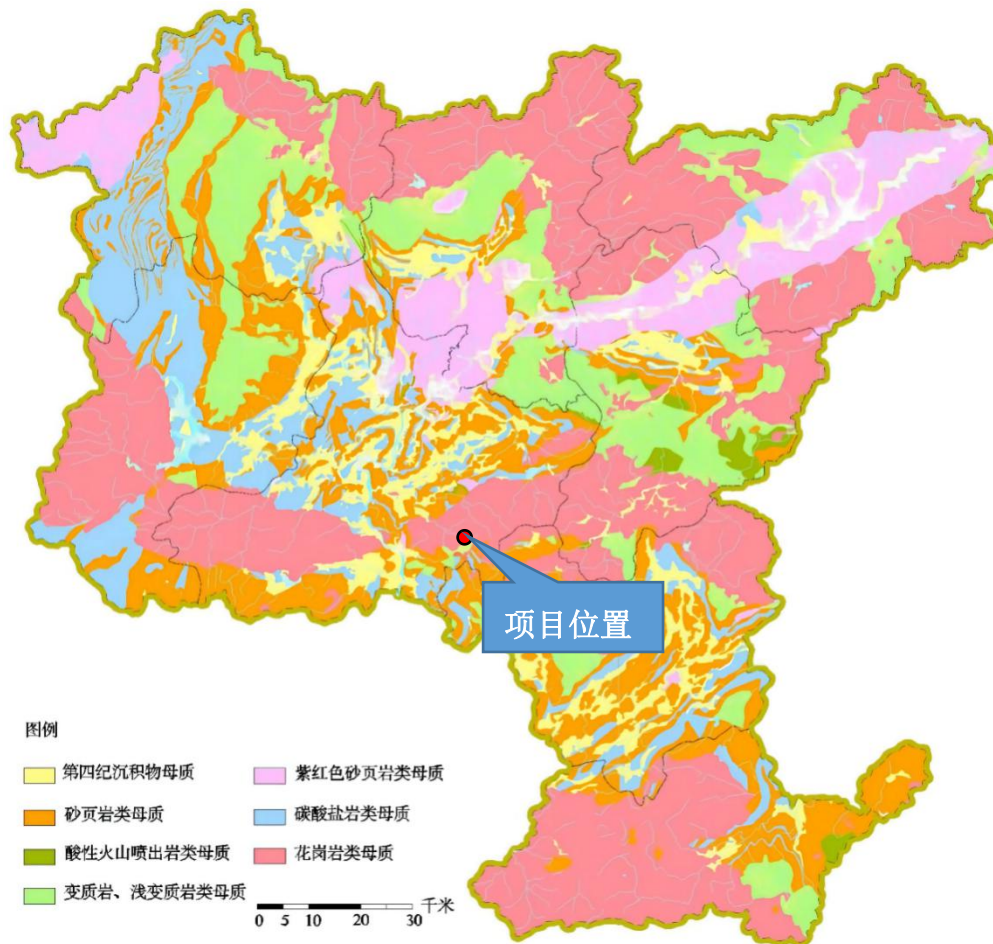 项目位置
图例
第四纪沉积物母质
紫红色砂页岩类母质
砂页岩类母质
碳酸盐岩类母质
酸性火山喷出岩类母质
花岗岩类母质
变质岩、浅变质岩类母质
0 5 10 20 30 千米